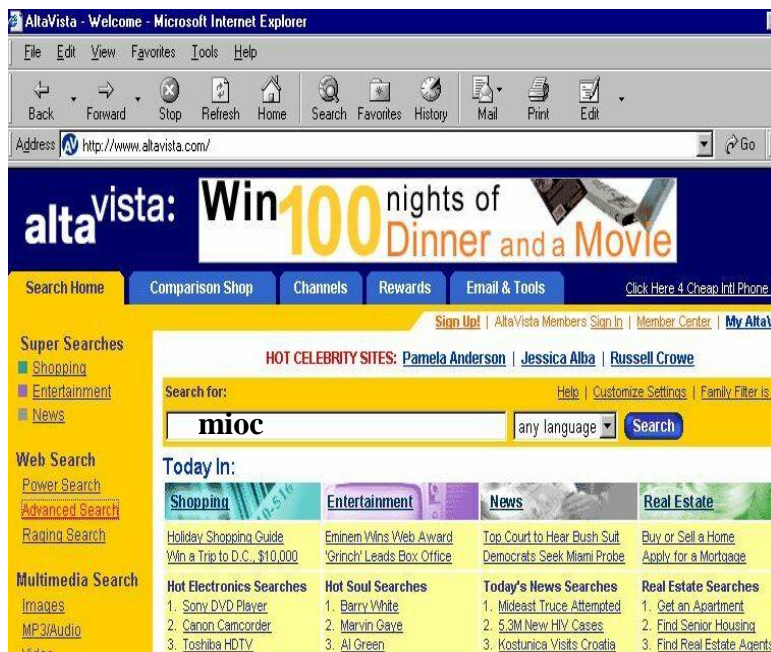 AltaVista - Welcome - Microsoft Internet Explorer
File Edit View Favorites Tools Help
Back Forward Stop Refresh Home Search Favorites History Mail Print Edit
Address http://www.altavista.com/ Go
altavista: Win 100 nights of Dinner and a Movie
Search Home Comparison Shop Channels Rewards Email & Tools Click Here 4 Cheap Intl Phone
Sign Up! | AltaVista Members Sign In | Member Center | My AltaV
Super Searches
Shopping
Entertainment
News
HOT CELEBRITY SITES: Pamela Anderson | Jessica Alba | Russell Crowe
Search for: Help | Customize Settings | Family Filter is
mioc any language Search
Web Search
Power Search
Advanced Search
Raging Search
Multimedia Search
Images
MP3/Audio
Video
Today In:
Shopping Entertainment News Real Estate
Holiday Shopping Guide Eminem Wins Web Award Top Court to Hear Bush Suit Buy or Sell a Home
Win a Trip to D.C., $10,000 'Grinch' Leads Box Office Democrats Seek Miami Probe Apply for a Mortgage
Hot Electronics Searches Hot Soul Searches Today's News Searches Real Estate Searches
1. Sony DVD Player 1. Barry White 1. Mideast Truce Attempted 1. Get an Apartment
2. Canon Camcorder 2. Marvin Gaye 2. 5.3M New HIV Cases 2. Find Senior Housing
3. Toshiba HDTV 3. Al Green 3. Kostunica Visits Croatia 3. Find Real Estate Agents